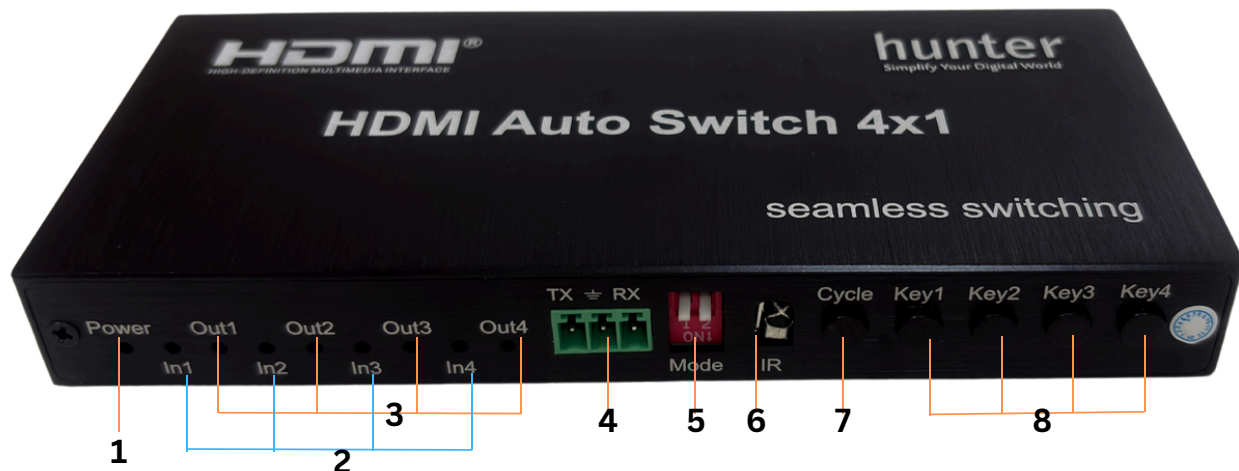 HDMI®
HIGH-DEFINITION MULTIMEDIA INTERFACE
hunter
Simplify Your Digital World
HDMI Auto Switch 4x1
seamless switching
TX RX
Cycle Key1 Key2 Key3 Key4
Power Out1 Out2 Out3 Out4
1 2
ON↓
In1 In2 In3 In4
Mode IR
1 2 3 4 5 6 7 8